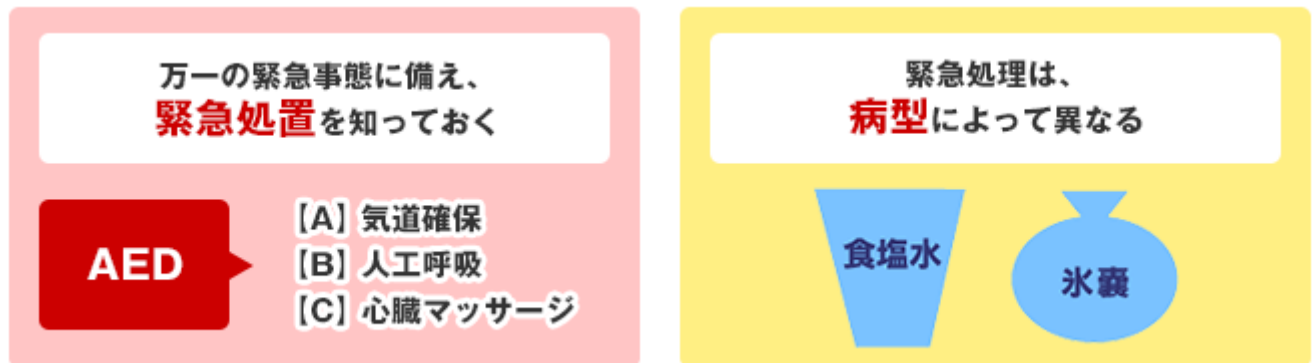 万一の緊急事態に備え、
緊急処置を知っておく
AED
【A】気道確保
【B】人工呼吸
【C】心臓マッサージ
緊急処理は、
病型によって異なる
食塩水
氷嚢